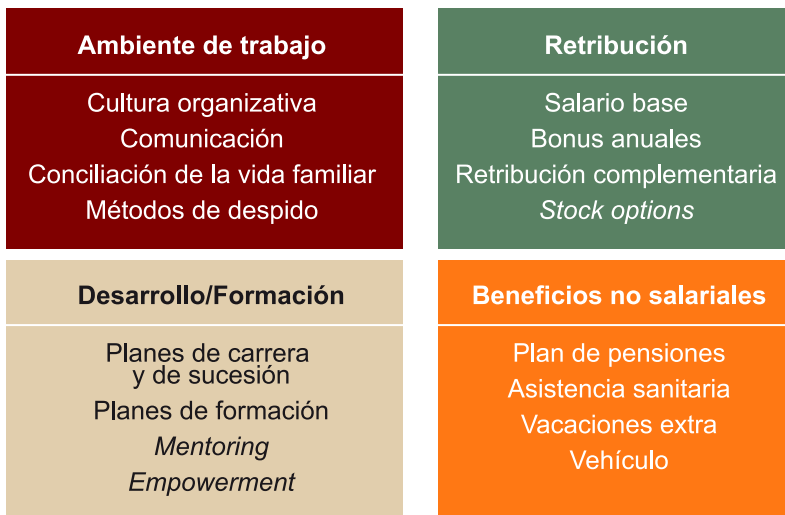 Ambiente de trabajo
Cultura organizativa
Comunicación
Conciliación de la vida familiar
Métodos de despido
Retribución
Salario base
Bonus anuales
Retribución complementaria
Stock options
Desarrollo/Formación
Planes de carrera
y de sucesión
Planes de formación
Mentoring
Empowerment
Beneficios no salariales
Plan de pensiones
Asistencia sanitaria
Vacaciones extra
Vehículo